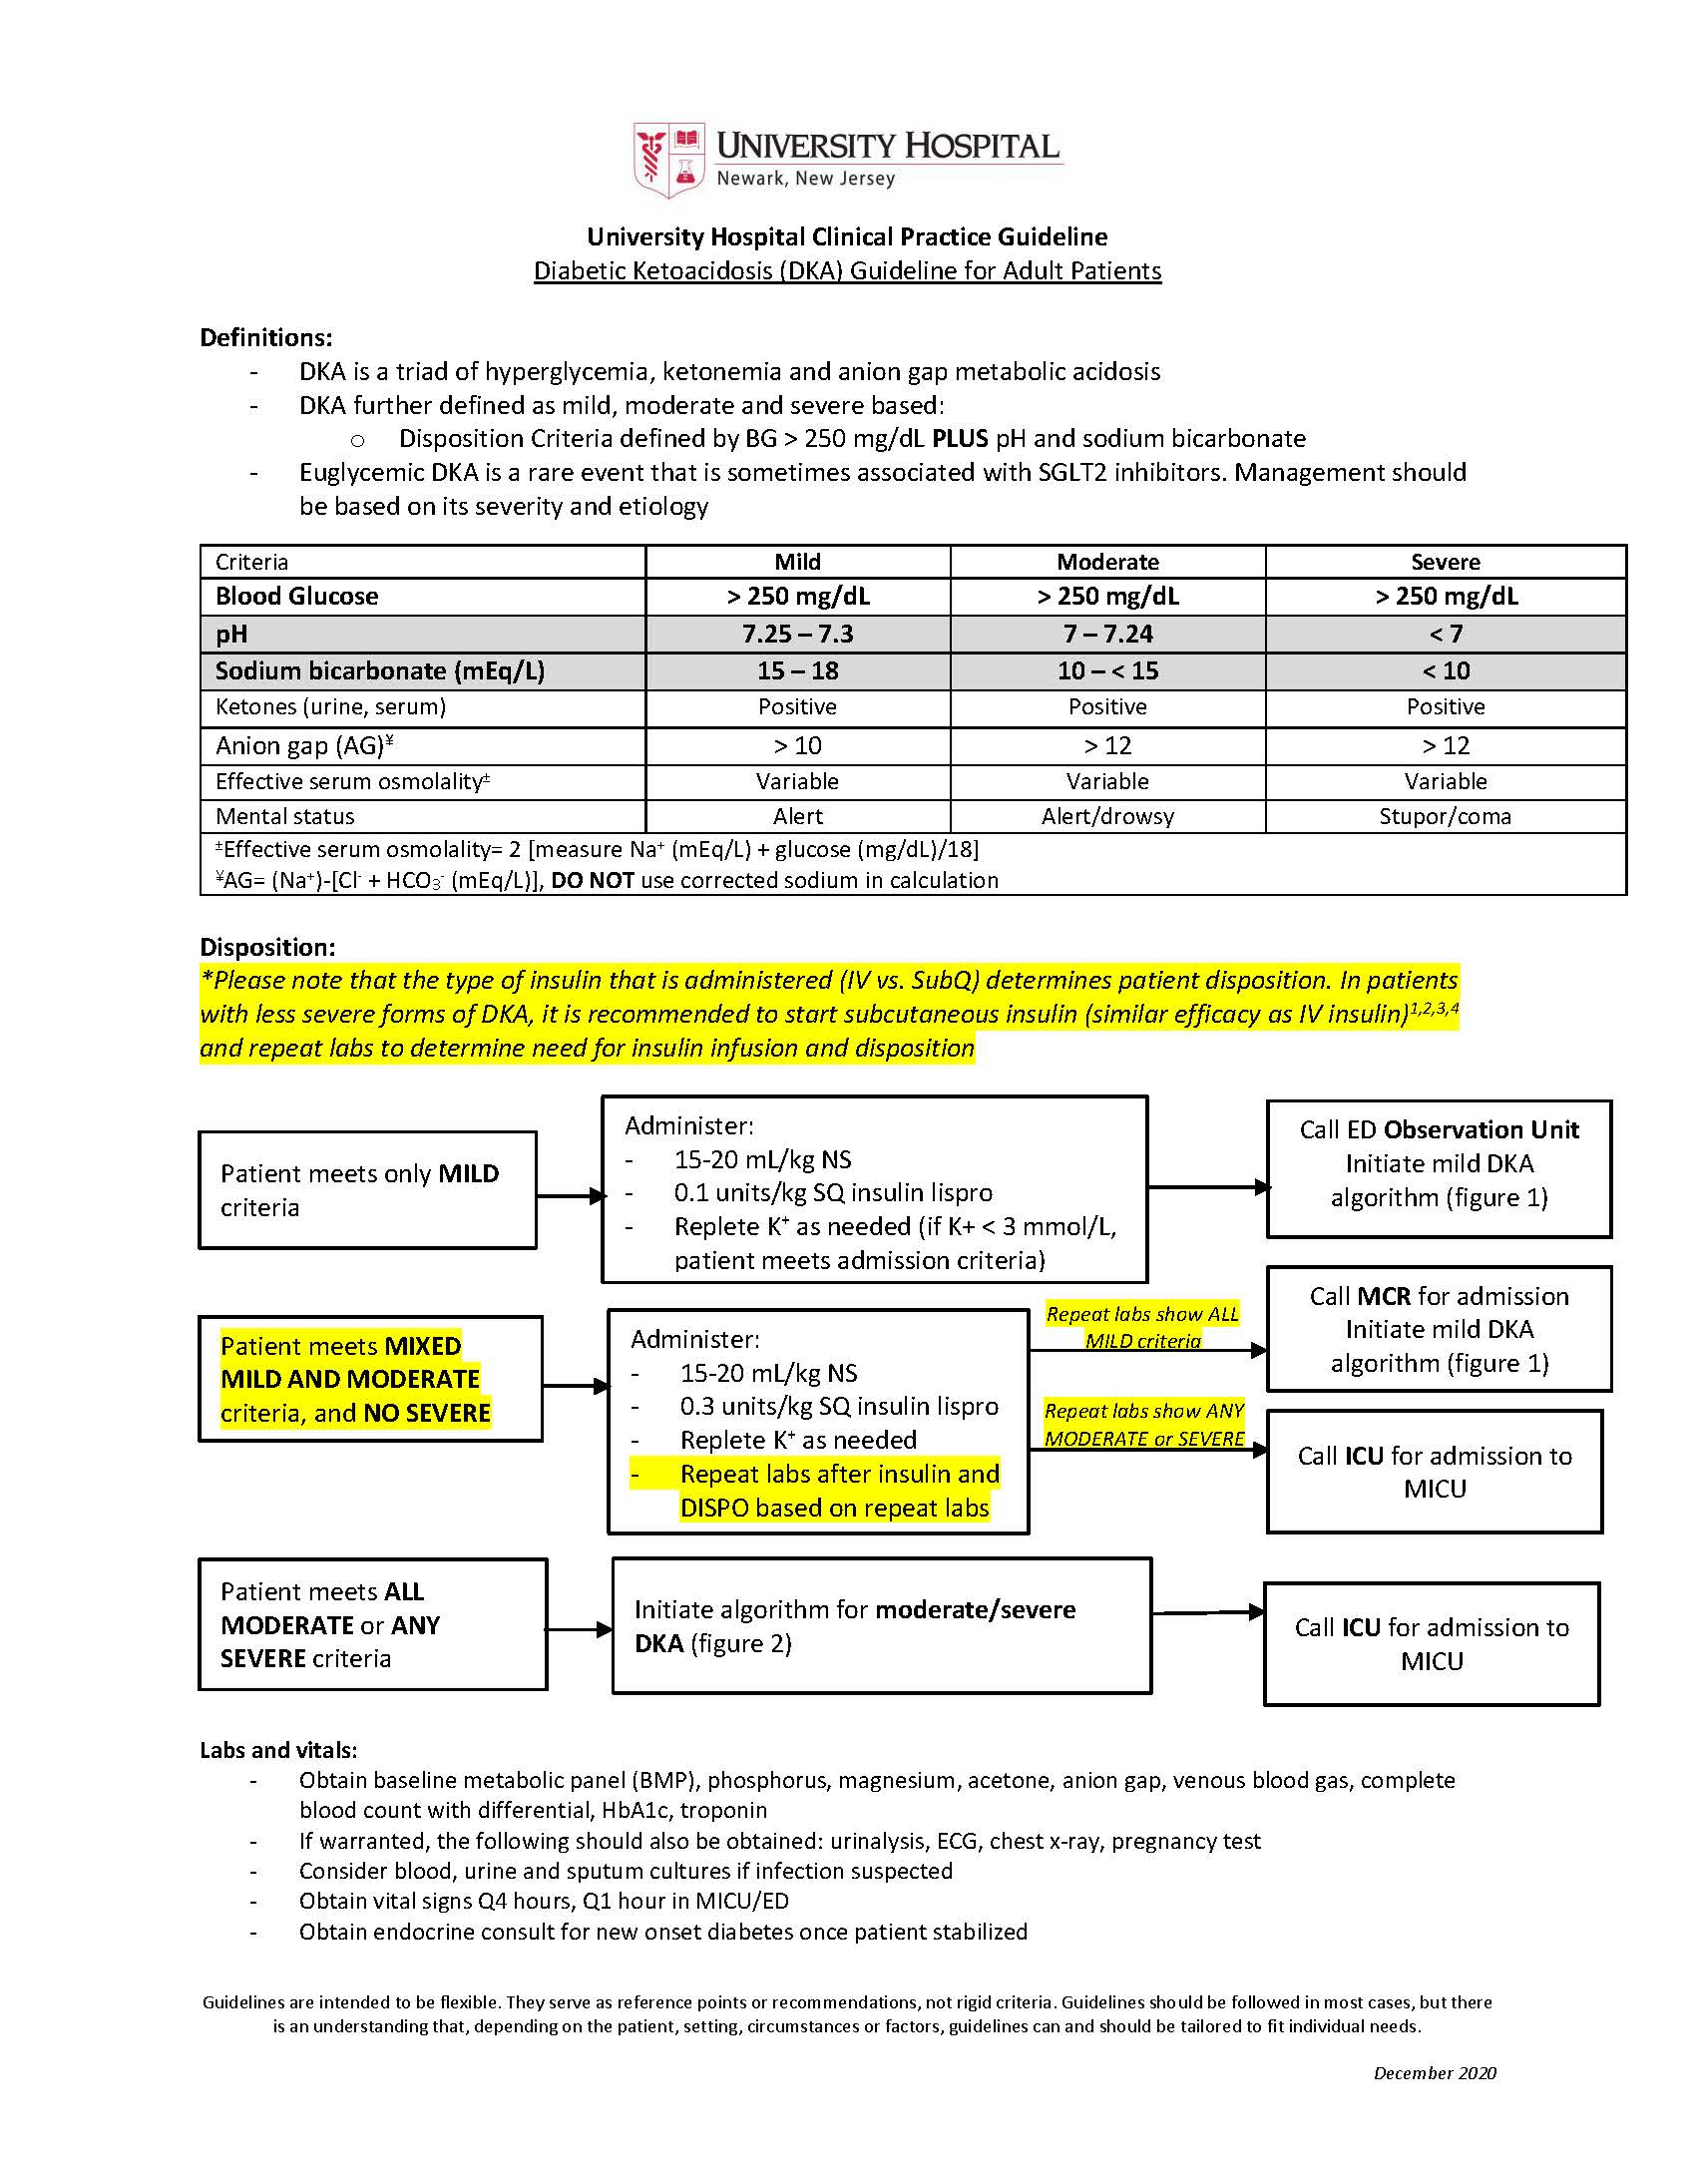 UNIVERSITY HOSPITAL
Newark, New Jersey
University Hospital Clinical Practice Guideline
Diabetic Ketoacidosis (DKA) Guideline for Adult Patients
Definitions:
- DKA is a triad of hyperglycemia, ketonemia and anion gap metabolic acidosis
- DKA further defined as mild, moderate and severe based:
o Disposition Criteria defined by BG > 250 mg/dL PLUS pH and sodium bicarbonate
- Euglycemic DKA is a rare event that is sometimes associated with SGLT2 inhibitors. Management should
be based on its severity and etiology
Criteria Mild Moderate Severe
Blood Glucose > 250 mg/dL > 250 mg/dL > 250 mg/dL
pH 7.25 – 7.3 7 – 7.24 < 7
Sodium bicarbonate (mEq/L) 15 – 18 10 – < 15 < 10
Ketones (urine, serum) Positive Positive Positive
Anion gap (AG)¥ > 10 > 12 > 12
Effective serum osmolality± Variable Variable Variable
Mental status Alert Alert/drowsy Stupor/coma
±Effective serum osmolality= 2 [measure Na⁺ (mEq/L) + glucose (mg/dL)/18]
¥AG= (Na⁺)-[Cl⁻ + HCO₃⁻ (mEq/L)], DO NOT use corrected sodium in calculation
Disposition:
*Please note that the type of insulin that is administered (IV vs. SubQ) determines patient disposition. In patients
with less severe forms of DKA, it is recommended to start subcutaneous insulin (similar efficacy as IV insulin)1,2,3,4
and repeat labs to determine need for insulin infusion and disposition
Patient meets only MILD
criteria
Administer:
- 15-20 mL/kg NS
- 0.1 units/kg SQ insulin lispro
- Replete K⁺ as needed (if K+ < 3 mmol/L,
patient meets admission criteria)
Call ED Observation Unit
Initiate mild DKA
algorithm (figure 1)
Patient meets MIXED
MILD AND MODERATE
criteria, and NO SEVERE
Administer:
- 15-20 mL/kg NS
- 0.3 units/kg SQ insulin lispro
- Replete K⁺ as needed
- Repeat labs after insulin and
DISPO based on repeat labs
Repeat labs show ALL
MILD criteria
Call MCR for admission
Initiate mild DKA
algorithm (figure 1)
Repeat labs show ANY
MODERATE or SEVERE
Call ICU for admission to
MICU
Patient meets ALL
MODERATE or ANY
SEVERE criteria
Initiate algorithm for moderate/severe
DKA (figure 2)
Call ICU for admission to
MICU
Labs and vitals:
- Obtain baseline metabolic panel (BMP), phosphorus, magnesium, acetone, anion gap, venous blood gas, complete
blood count with differential, HbA1c, troponin
- If warranted, the following should also be obtained: urinalysis, ECG, chest x-ray, pregnancy test
- Consider blood, urine and sputum cultures if infection suspected
- Obtain vital signs Q4 hours, Q1 hour in MICU/ED
- Obtain endocrine consult for new onset diabetes once patient stabilized
Guidelines are intended to be flexible. They serve as reference points or recommendations, not rigid criteria. Guidelines should be followed in most cases, but there
is an understanding that, depending on the patient, setting, circumstances or factors, guidelines can and should be tailored to fit individual needs.
December 2020